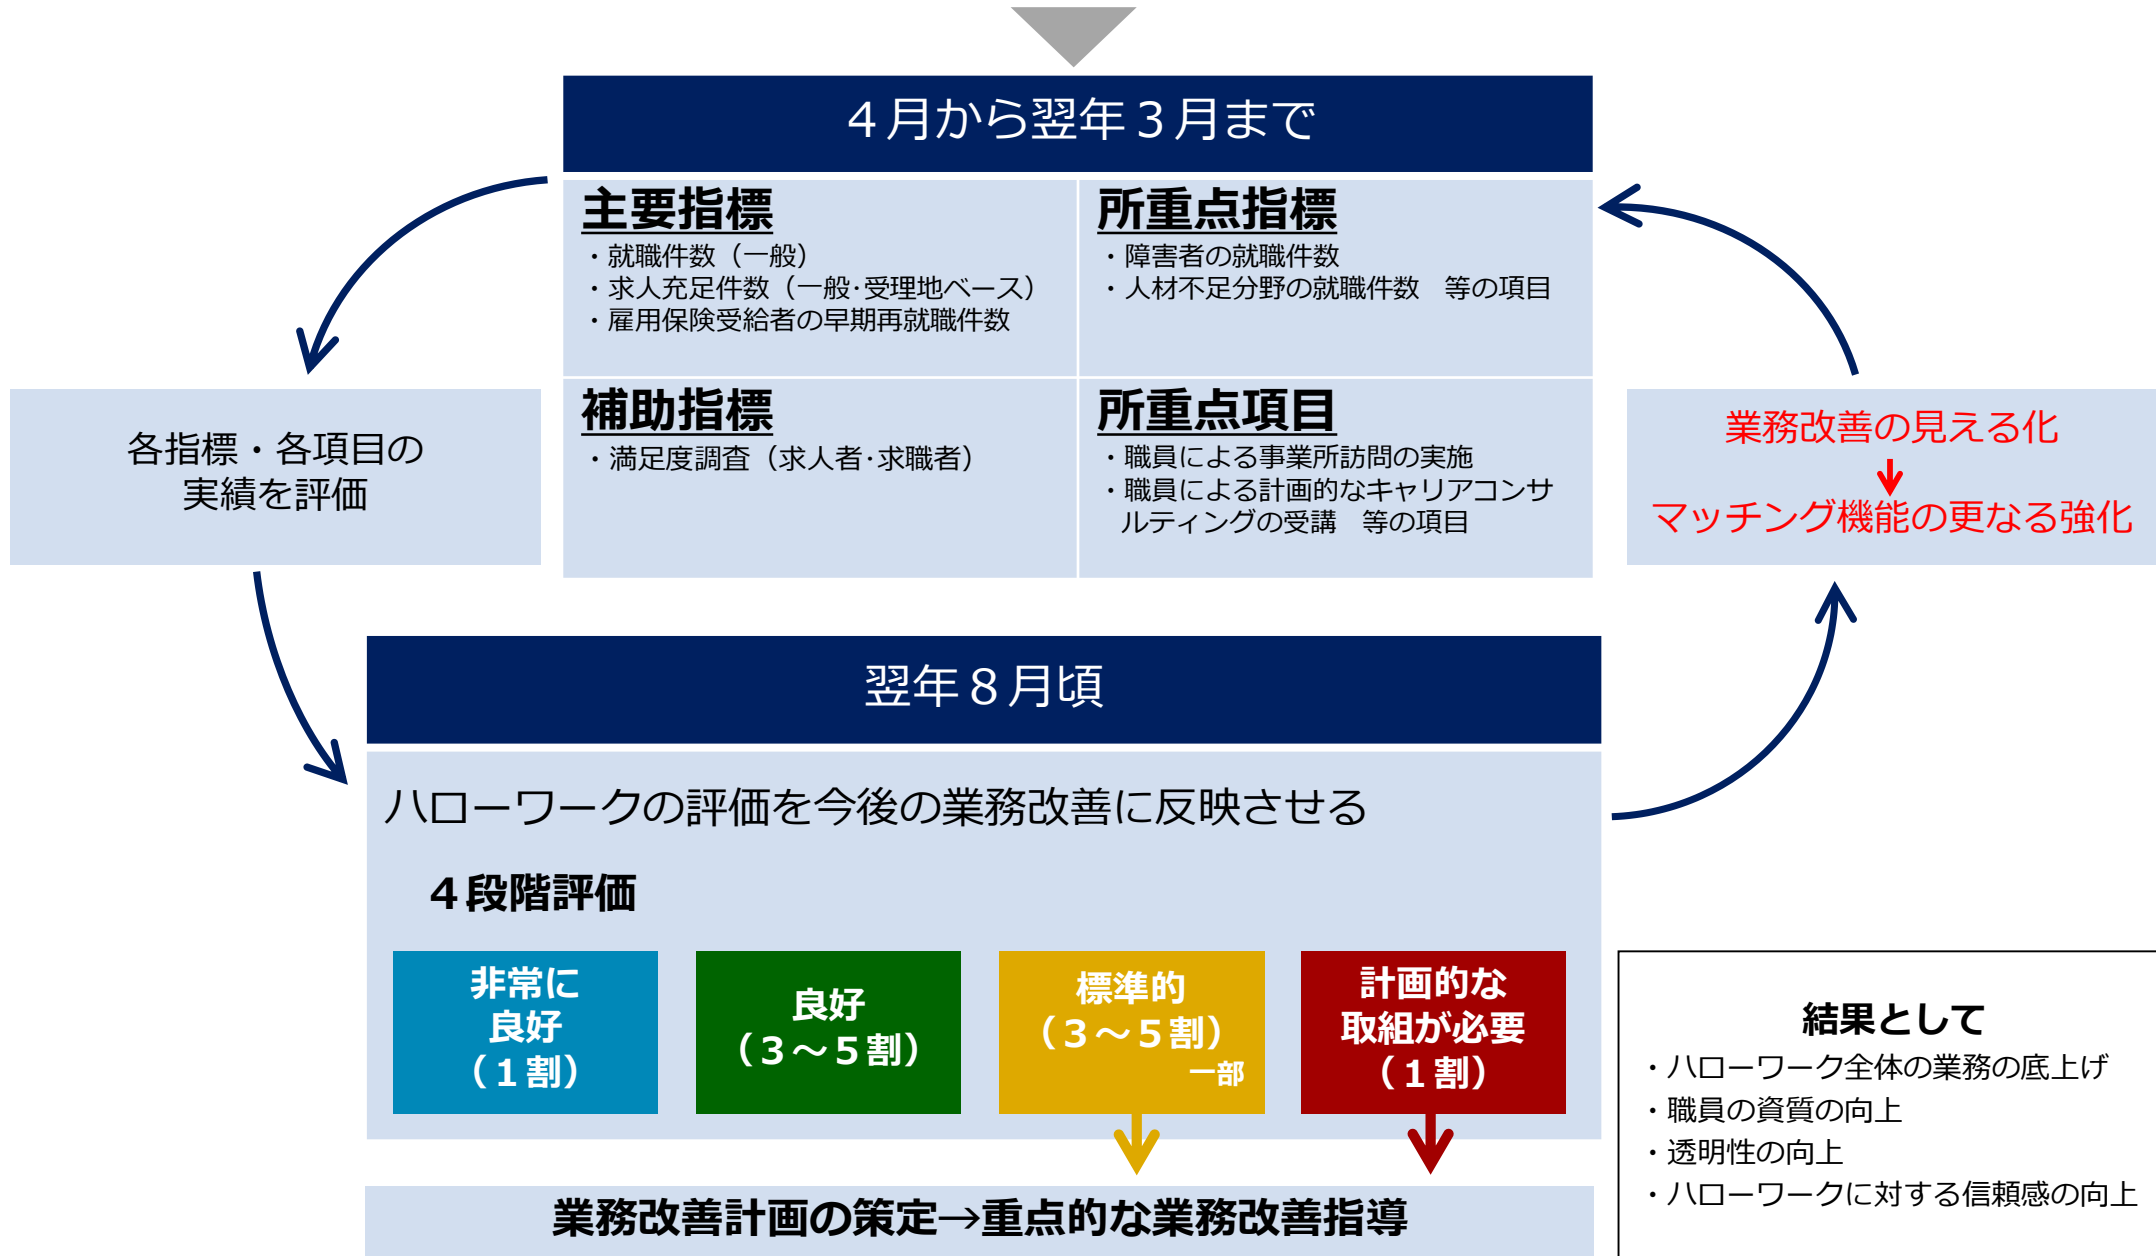 ４月から翌年３月まで
主要指標
・就職件数（一般）
・求人充足件数（一般･受理地ベース）
・雇用保険受給者の早期再就職件数
所重点指標
・障害者の就職件数
・人材不足分野の就職件数　等の項目
補助指標
・満足度調査（求人者･求職者）
所重点項目
・職員による事業所訪問の実施
・職員による計画的なキャリアコンサ
ルティングの受講　等の項目
各指標・各項目の
実績を評価
業務改善の見える化
マッチング機能の更なる強化
翌年８月頃
ハローワークの評価を今後の業務改善に反映させる
４段階評価
非常に
良好
（１割）
良好
（３～５割）
標準的
（３～５割）
一部
計画的な
取組が必要
（１割）
業務改善計画の策定→重点的な業務改善指導
結果として
・ハローワーク全体の業務の底上げ
・職員の資質の向上
・透明性の向上
・ハローワークに対する信頼感の向上